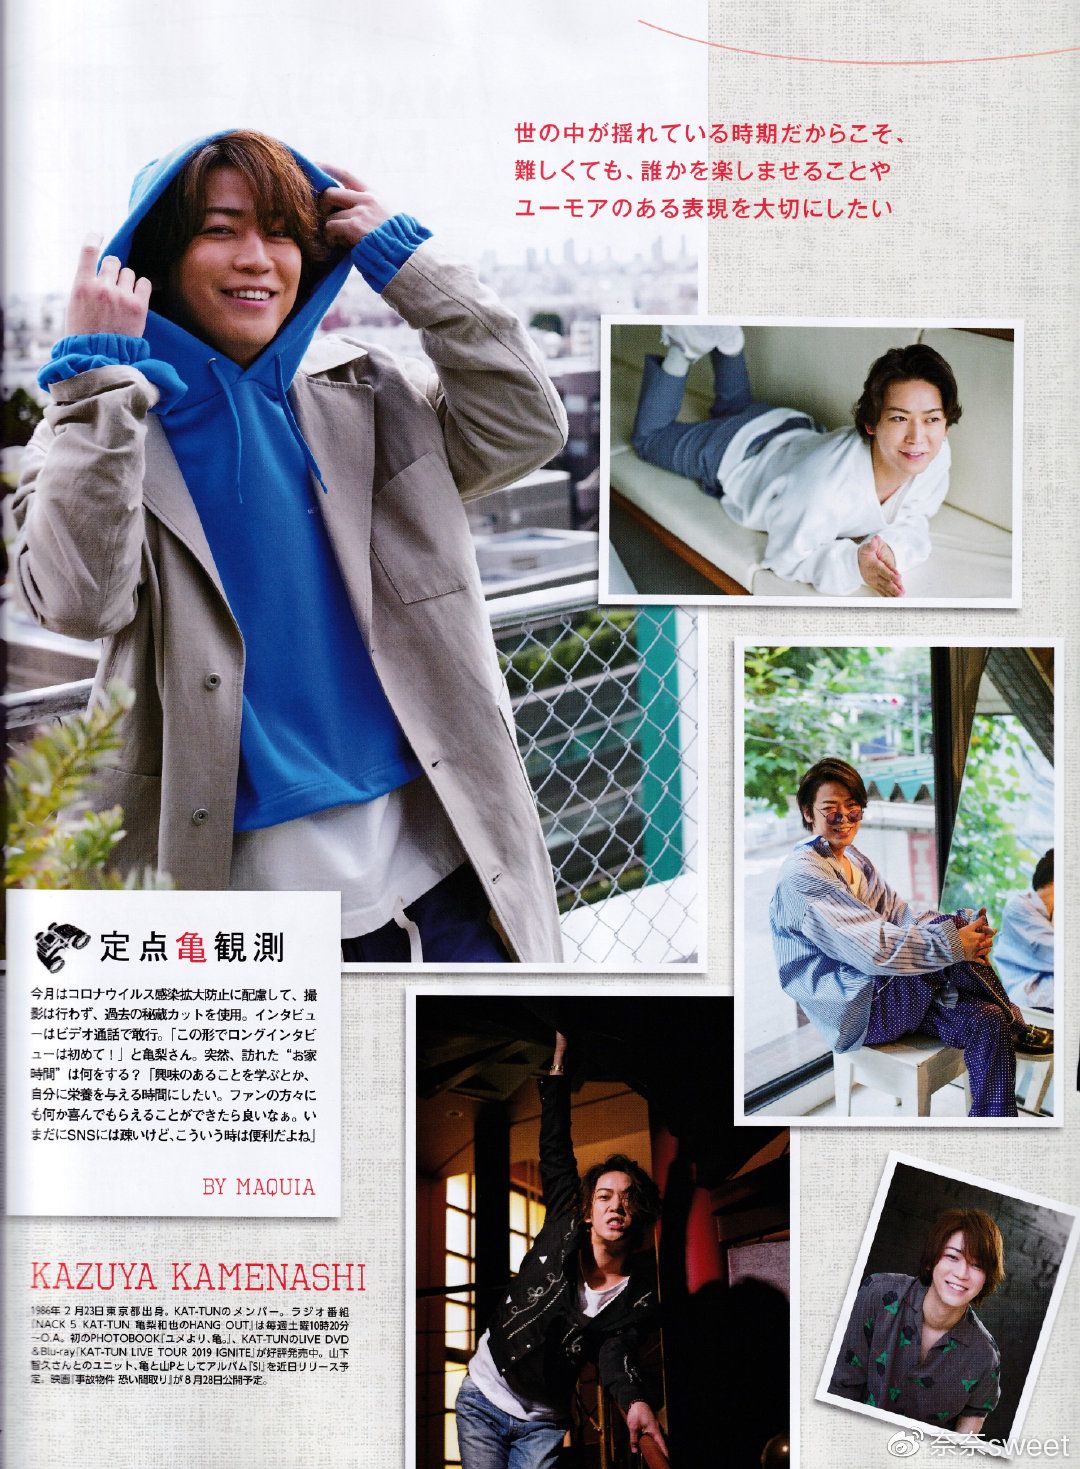 世の中が揺れている時期だからこそ、
難しくても、誰かを楽しませることや
ユーモアのある表現を大切にしたい
定点亀観測
今月はコロナウイルス感染拡大防止に配慮して、撮
影は行わず、過去の秘蔵カットを使用。インタビュ
ーはビデオ通話で敢行。「この形でロングインタビ
ューは初めて！」と亀梨さん。突然、訪れた“お家
時間”は何をする？「興味のあることを学ぶとか、
自分に栄養を与える時間にしたい。ファンの方々に
も何か喜んでもらえることができたら良いなぁ。い
まだにSNSには疎いけど、こういう時は便利だよね」
BY MAQUIA
KAZUYA KAMENASHI
1986年２月23日東京都出身。KAT-TUNのメンバー。ラジオ番組
『NACK 5 KAT-TUN 亀梨和也のHANG OUT』は毎週土曜10時20分
〜O.A。初のPHOTOBOOK『ユメより、亀。』、KAT-TUNのLIVE DVD
＆Blu-ray『KAT-TUN LIVE TOUR 2019 IGNITE』が好評発売中。山下
智久さんとのユニット、亀と山Pとしてアルバム『SI』を近日リリース予
定。映画『事故物件 恐い間取り』が８月28日公開予定。
奈奈sweet